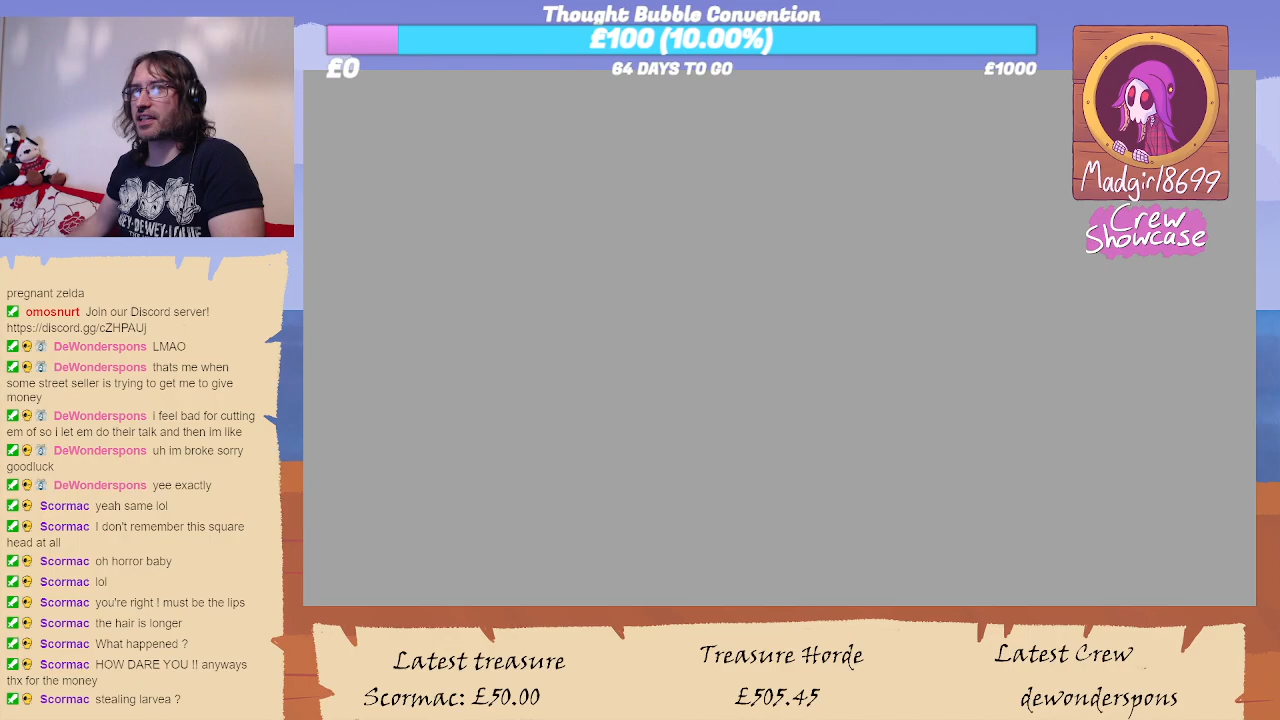 Thought Bubble Convention
£100 (10.00%)
£0
64 DAYS TO GO
£1000
Madgirl8699
Crew
Showcase
pregnant zelda
omosnurt Join our Discord server!
https://discord.gg/cZHPAUj
DeWonderspons LMAO
DeWonderspons thats me when
some street seller is trying to get me to give
money
DeWonderspons i feel bad for cutting
em of so i let em do their talk and then im like
DeWonderspons uh im broke sorry
goodluck
DeWonderspons yee exactly
Scormac yeah same lol
Scormac I don't remember this square
head at all
Scormac oh horror baby
Scormac lol
Scormac you're right ! must be the lips
Scormac the hair is longer
Scormac What happened ?
Scormac HOW DARE YOU !! anyways
thx for the money
Scormac stealing larvea ?
Latest treasure
Scormac: £50.00
Treasure Horde
£505.45
Latest Crew
dewonderspons